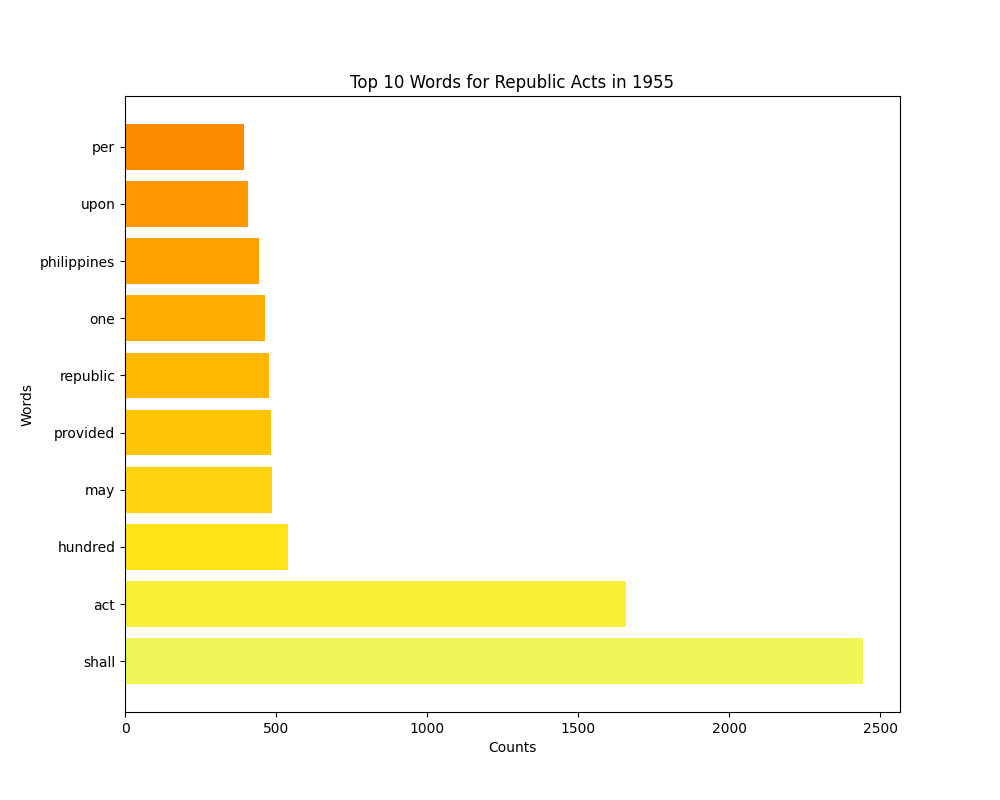 Top 10 Words for Republic Acts in 1955
Words
per
upon
philippines
one
republic
provided
may
hundred
act
shall
0 500 1000 1500 2000 2500
Counts